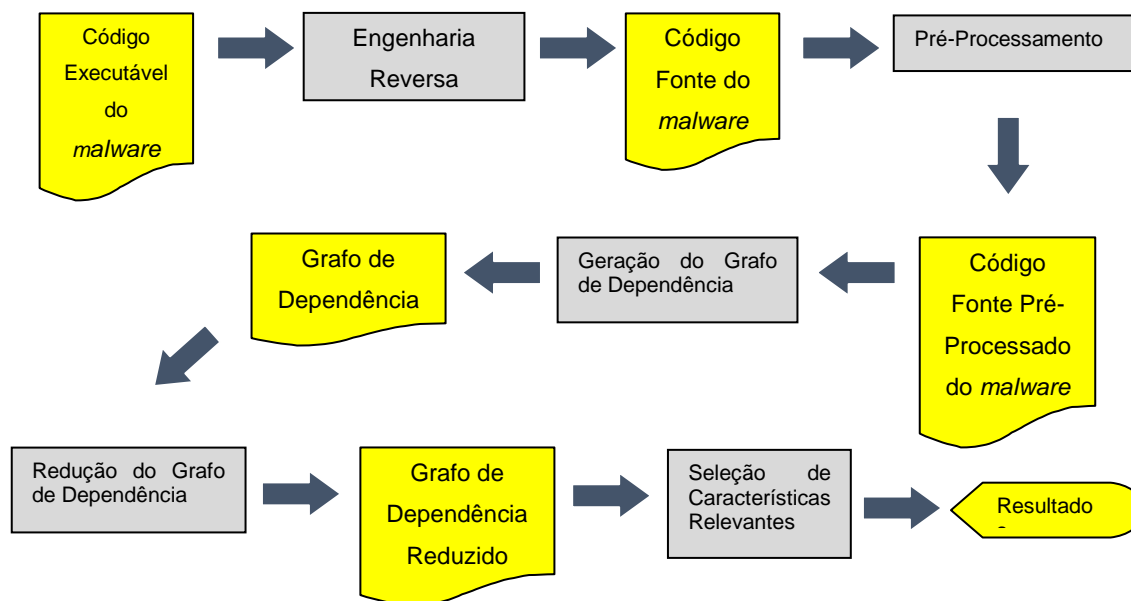 Código
Executável
do
malware
Engenharia
Reversa
Código
Fonte do
malware
Pré-Processamento
Grafo de
Dependência
Geração do Grafo
de Dependência
Código
Fonte Pré-
Processado
do malware
Redução do Grafo
de Dependência
Grafo de
Dependência
Reduzido
Seleção de
Características
Relevantes
Resultado